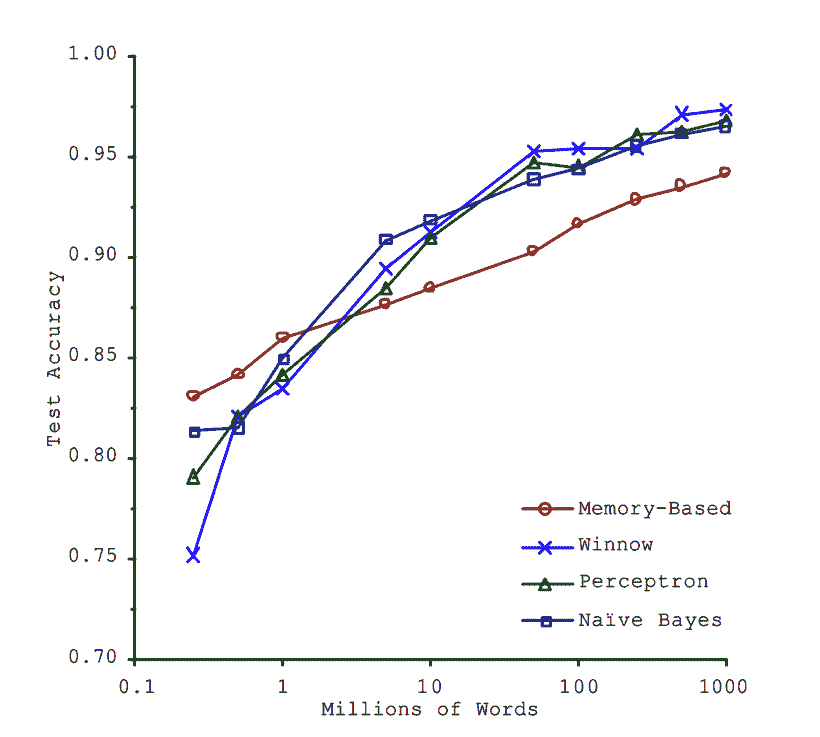 1.00
0.95
0.90
0.85
0.80
0.75
0.70
Test Accuracy
0.1 1 10 100 1000
Millions of Words
Memory-Based
Winnow
Perceptron
Naïve Bayes